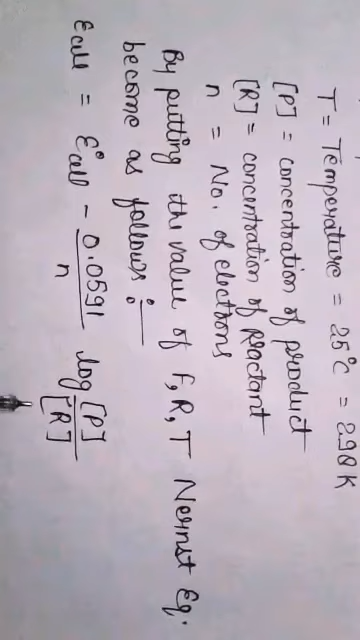 T = Temperature = 25°C = 298 K
[P] = concentration of product
[R] = concentration of Reactant
n = No. of electrons
By putting the value of F, R, T Nernst Eq.
become as follows :—
Ecell = E°cell - 0.0591/n log [P]/[R]